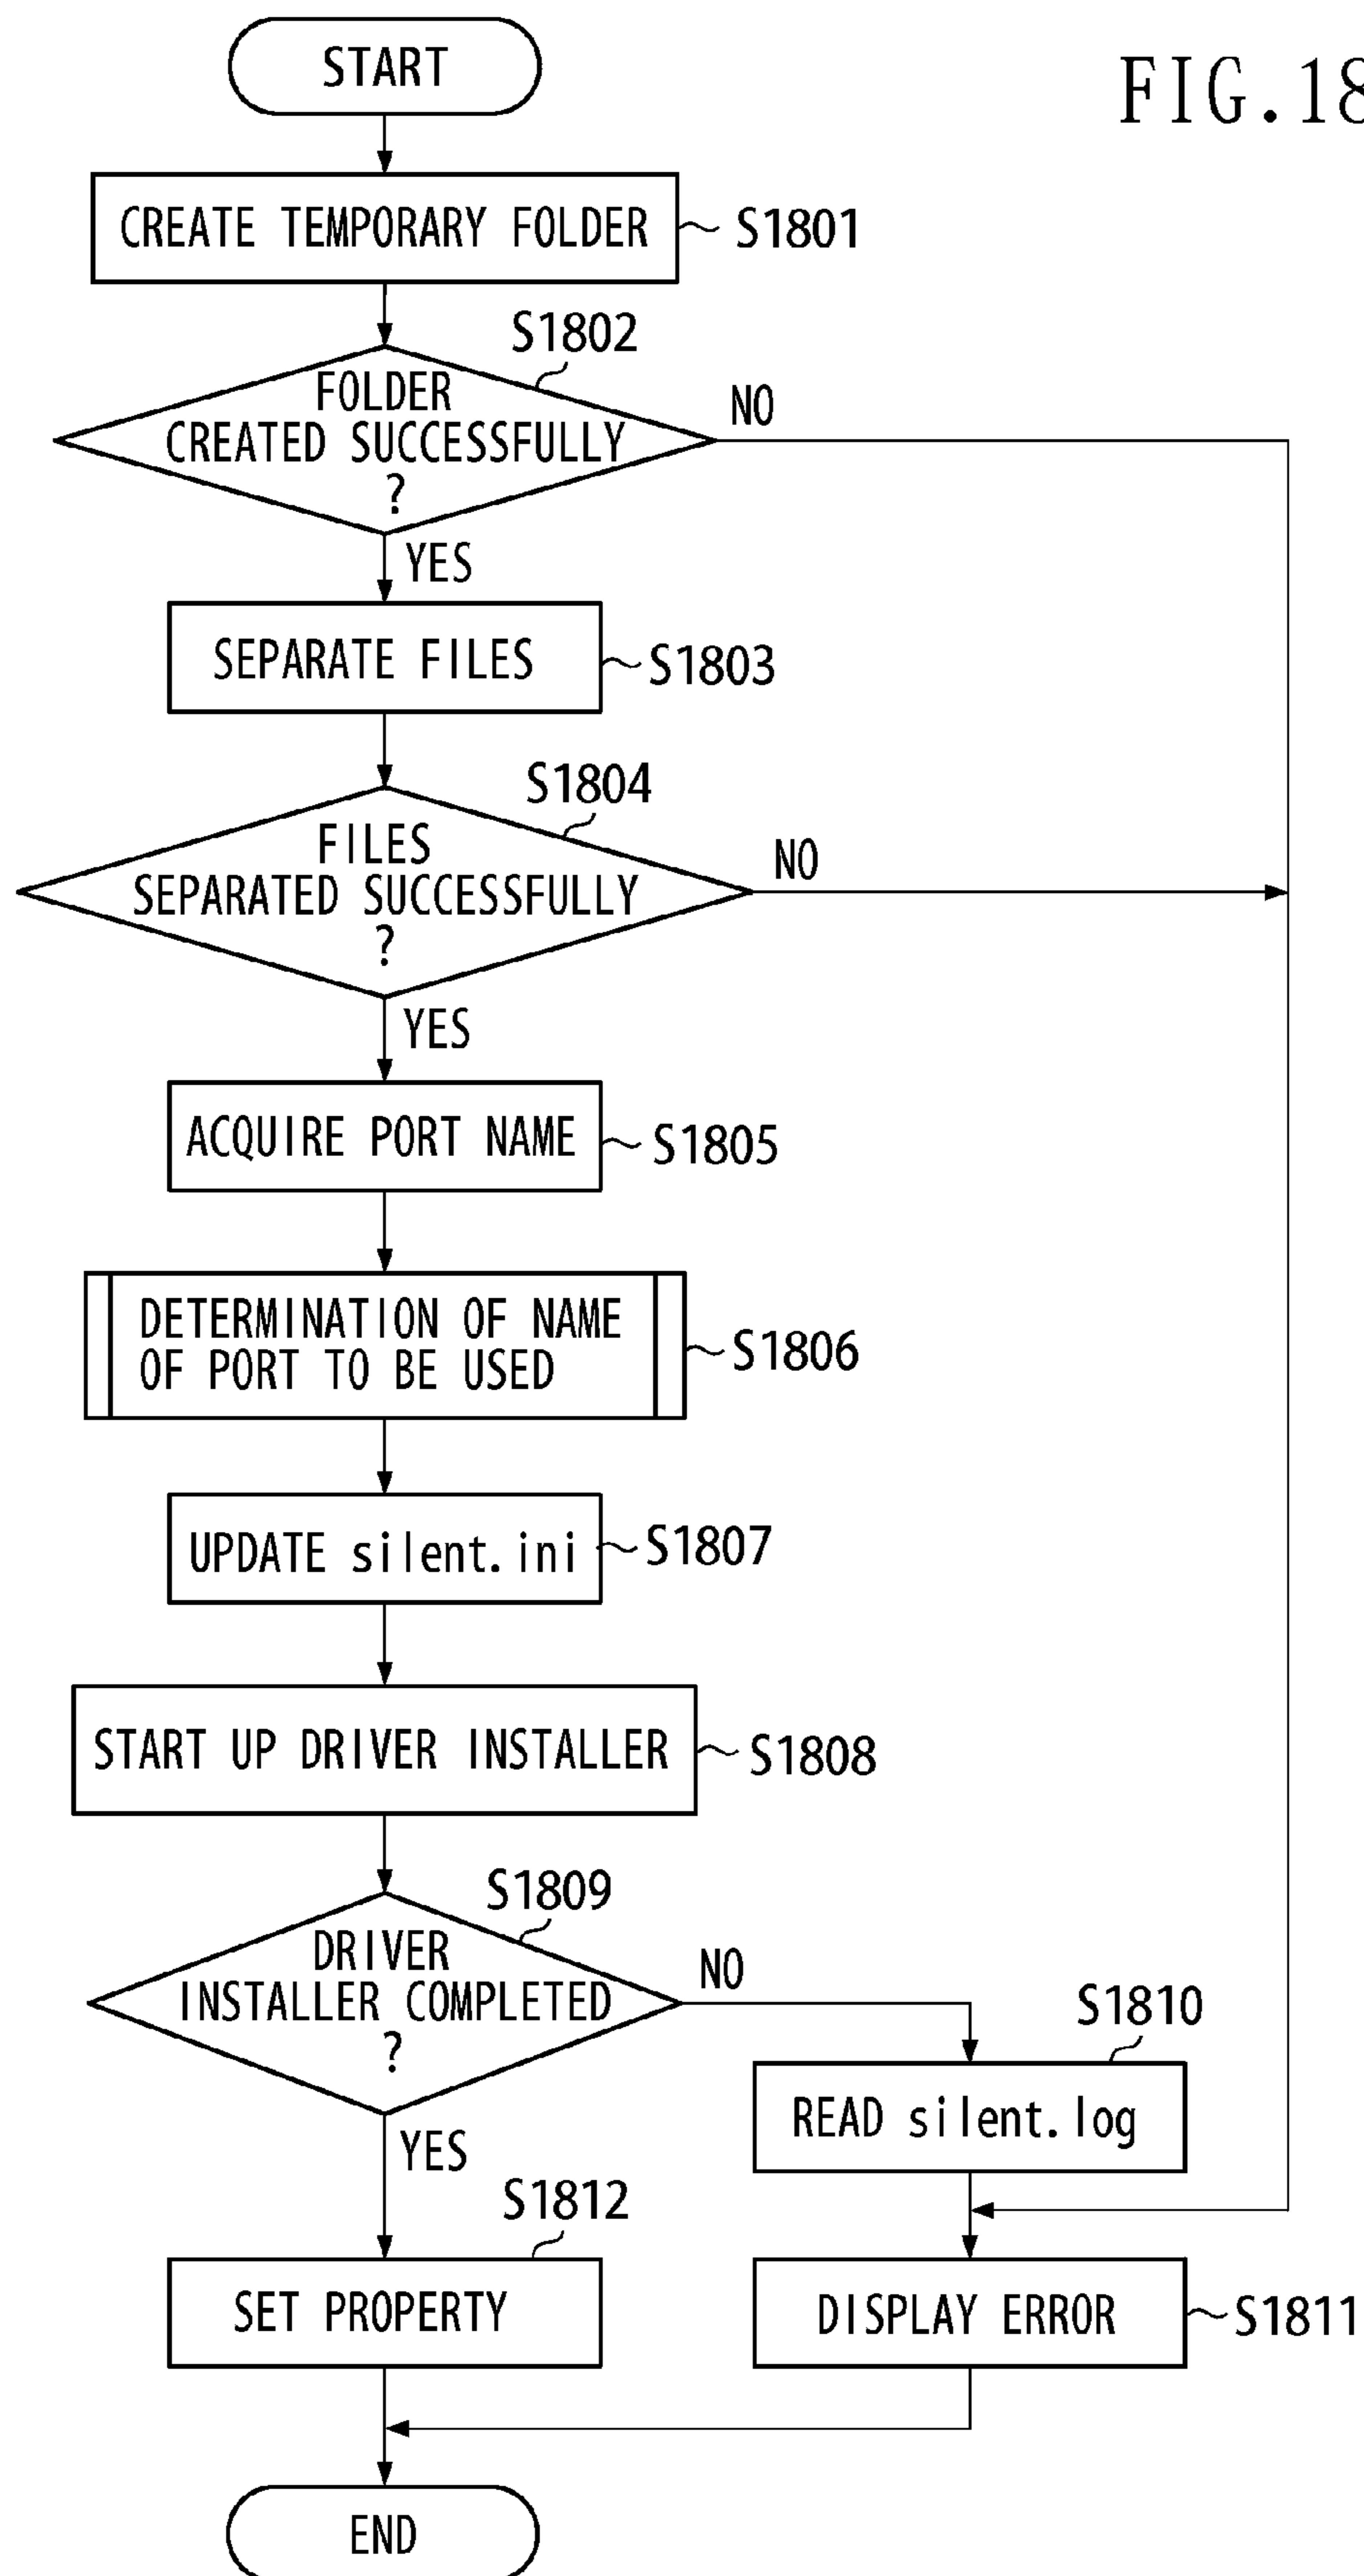 FIG.18
START
CREATE TEMPORARY FOLDER
S1801
S1802
FOLDER
CREATED SUCCESSFULLY
?
NO
YES
SEPARATE FILES
S1803
S1804
FILES
SEPARATED SUCCESSFULLY
?
NO
YES
ACQUIRE PORT NAME
S1805
DETERMINATION OF NAME
OF PORT TO BE USED
S1806
UPDATE silent.ini
S1807
START UP DRIVER INSTALLER
S1808
S1809
DRIVER
INSTALLER COMPLETED
?
NO
YES
S1810
READ silent.log
S1812
SET PROPERTY
DISPLAY ERROR
S1811
END